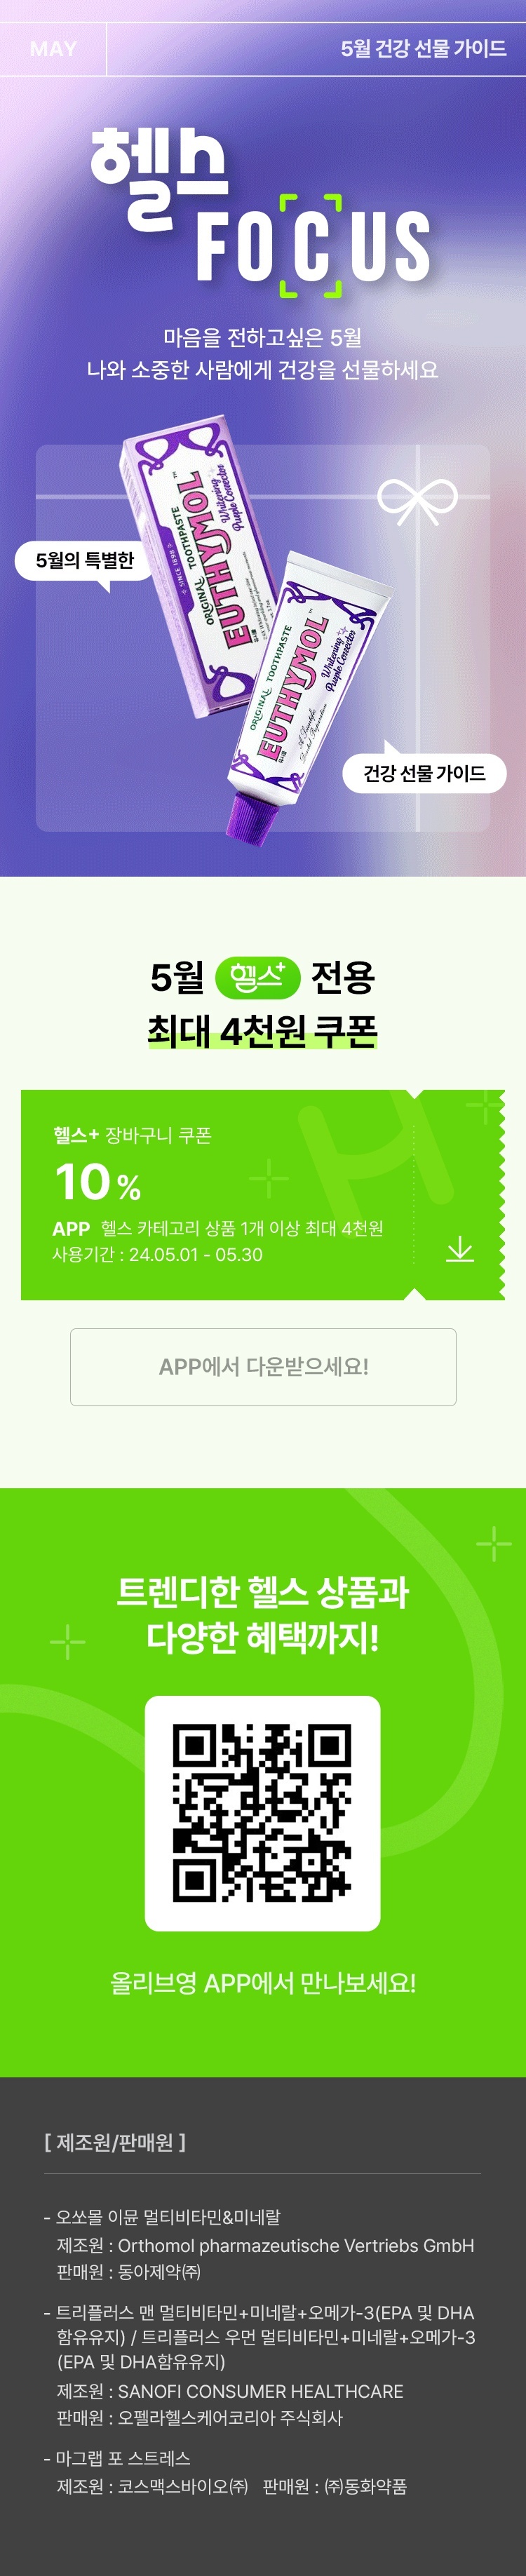 MAY
5월 건강 선물 가이드
헬스
FOCUS
마음을 전하고싶은 5월
나와 소중한 사람에게 건강을 선물하세요
5월의 특별한
SINCE 1898
ORIGINAL TOOTHPASTE
EUTHYMOL™
Whitening
Purple Corrector
ORIGINAL TOOTHPASTE
EUTHYMOL™
Whitening
Purple Corrector
건강 선물 가이드
5월 헬스+ 전용
최대 4천원 쿠폰
헬스+ 장바구니 쿠폰
10%
APP 헬스 카테고리 상품 1개 이상 최대 4천원
사용기간 : 24.05.01 - 05.30
APP에서 다운받으세요!
트렌디한 헬스 상품과
다양한 혜택까지!
올리브영 APP에서 만나보세요!
[ 제조원/판매원 ]
- 오쏘몰 이뮨 멀티비타민&미네랄
제조원 : Orthomol pharmazeutische Vertriebs GmbH
판매원 : 동아제약㈜
- 트리플러스 맨 멀티비타민+미네랄+오메가-3(EPA 및 DHA
함유유지) / 트리플러스 우먼 멀티비타민+미네랄+오메가-3
(EPA 및 DHA함유유지)
제조원 : SANOFI CONSUMER HEALTHCARE
판매원 : 오펠라헬스케어코리아 주식회사
- 마그랩 포 스트레스
제조원 : 코스맥스바이오㈜ 판매원 : ㈜동화약품